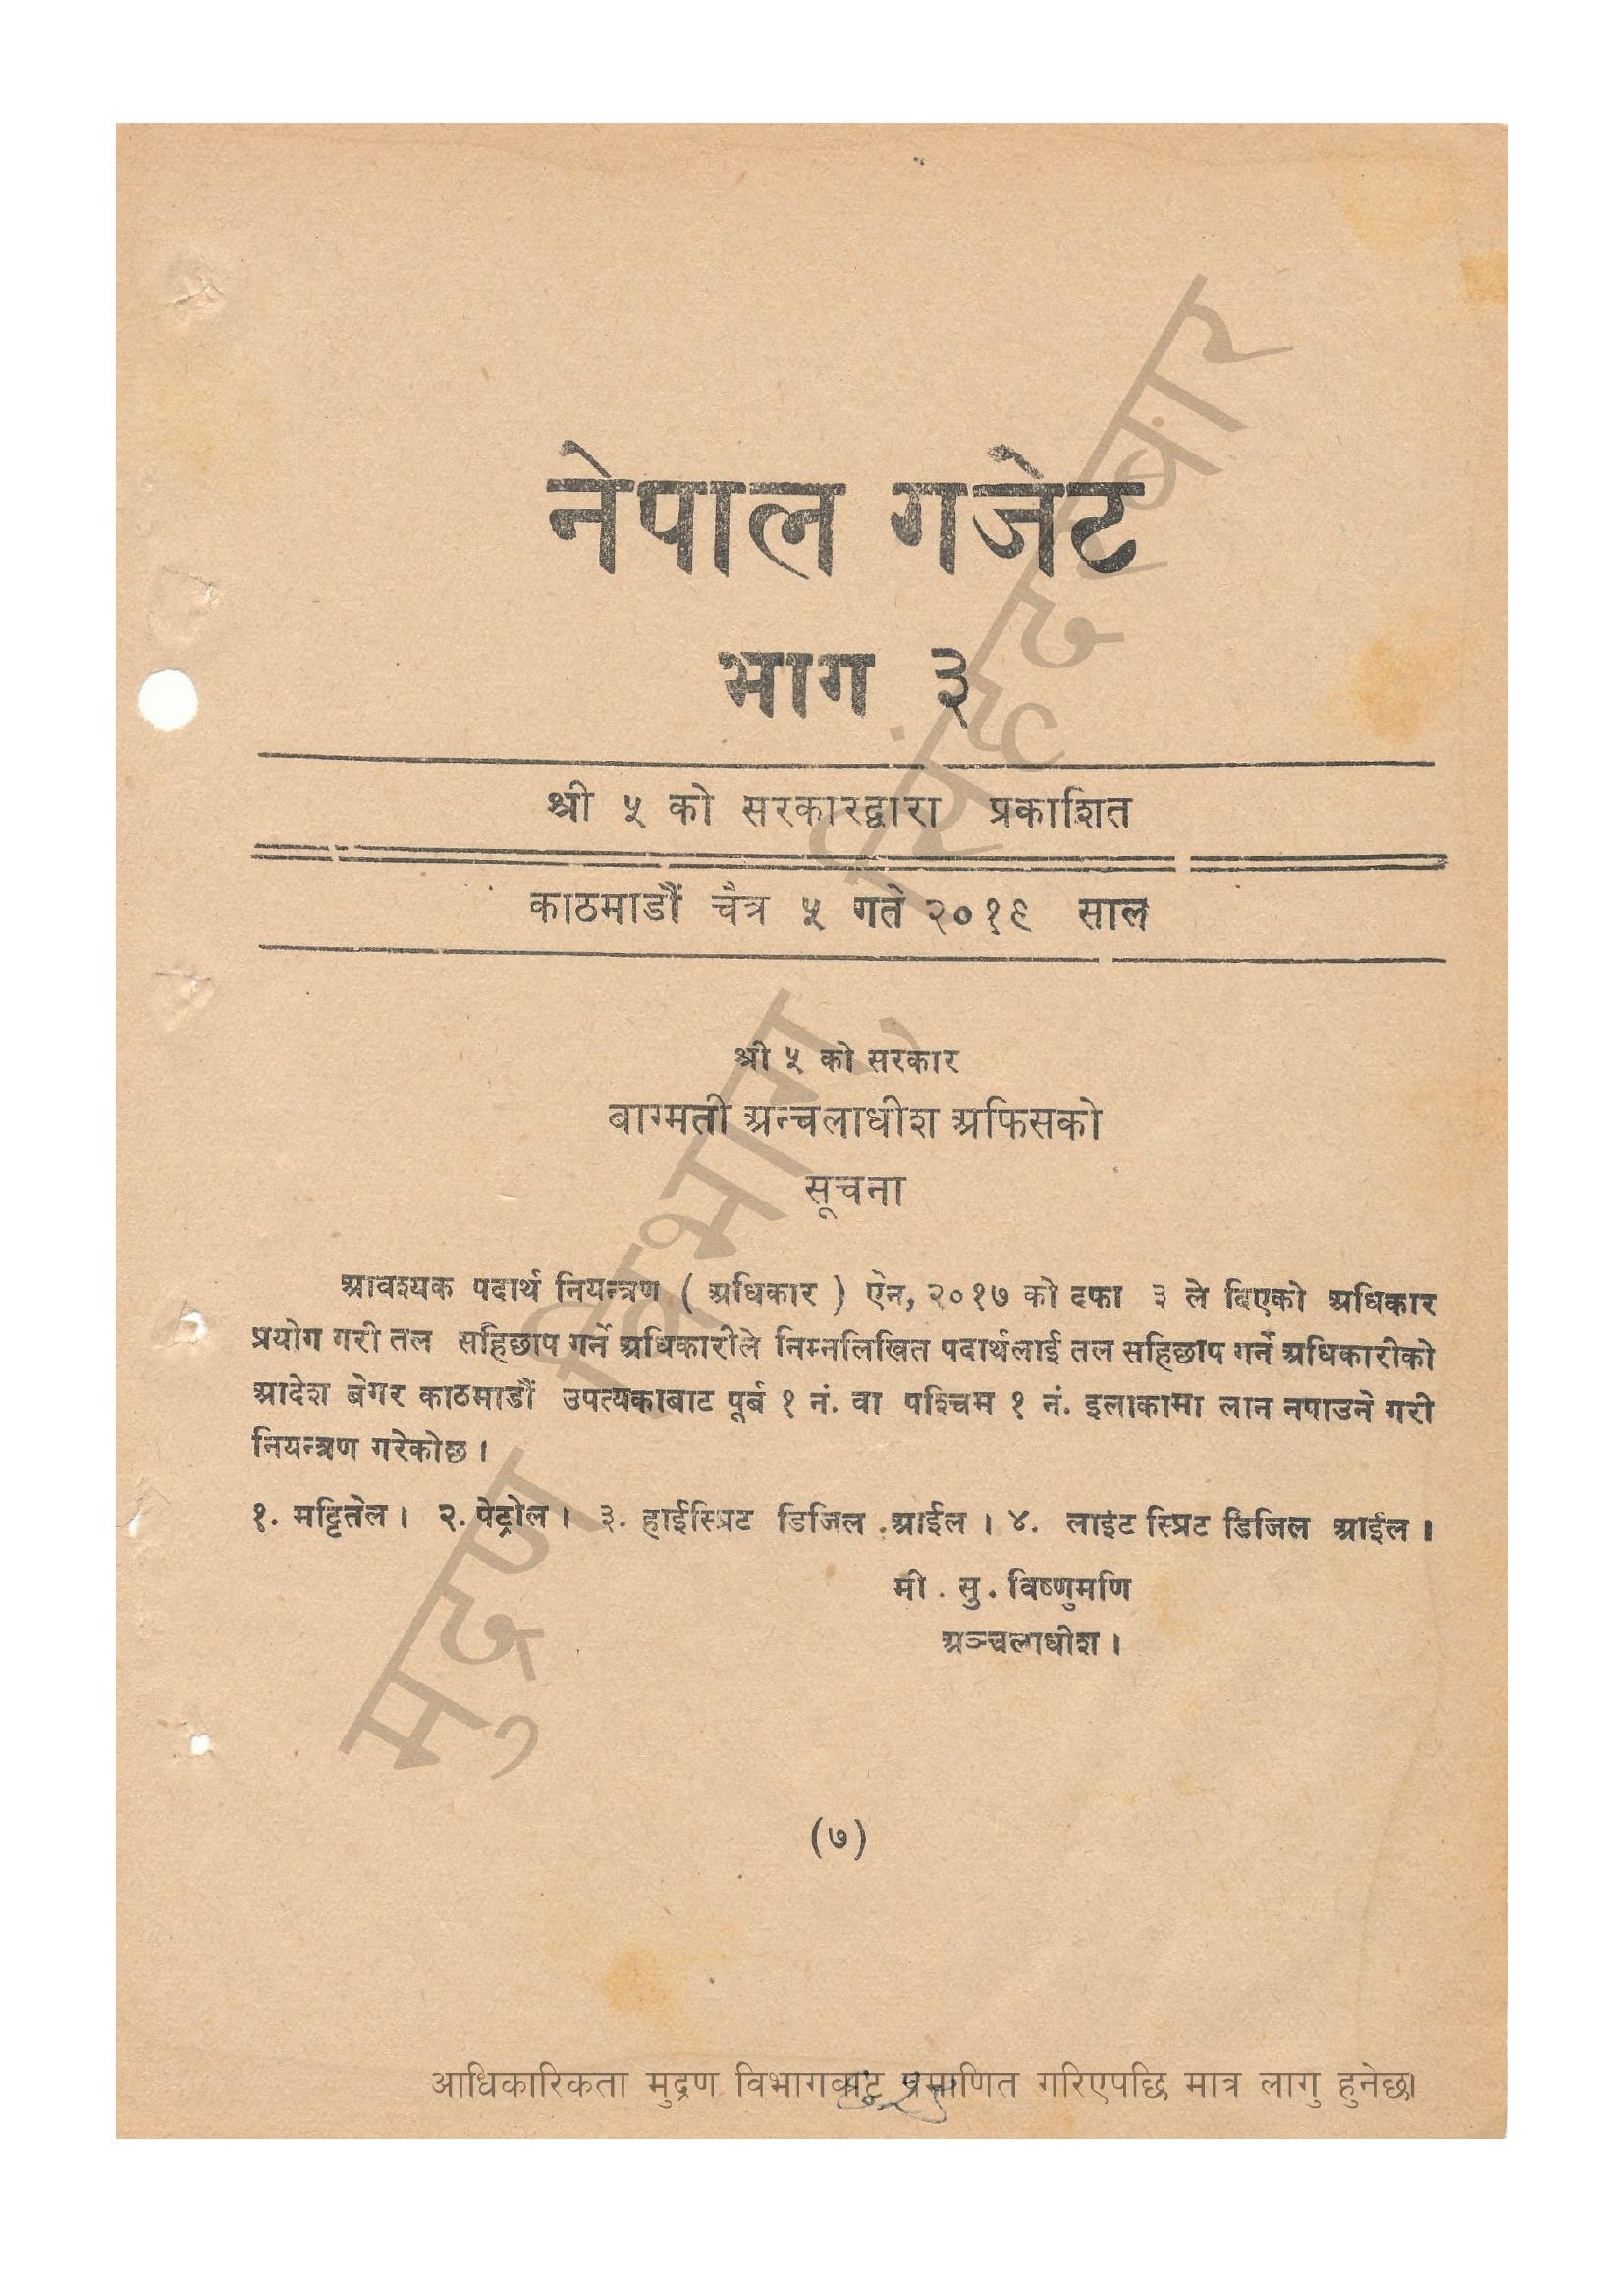 नेपाल गजेट
भाग ३
श्री ५ को सरकारद्वारा प्रकाशित
काठमाडौं चैत्र ५ गते २०१९ साल
श्री ५ को सरकार
बाग्मती अन्चलाधीश अफिसको
सूचना
आवश्यक पदार्थ नियन्त्रण ( अधिकार ) ऐन, २०१७ को दफा ३ ले दिएको अधिकार
प्रयोग गरी तल सहिछाप गर्ने अधिकारीले निम्नलिखित पदार्थलाई तल सहिछाप गर्ने अधिकारीको
आदेश बेगर काठमाडौं उपत्यकाबाट पूर्व १ नं. वा पश्चिम १ नं. इलाकामा लान नपाउने गरी
नियन्त्रण गरेकोछ ।
१. मट्टितेल । २. पेट्रोल । ३. हाईस्प्रिट डिजिल आईल । ४. लाइट स्प्रिट डिजिल आईल ।
मी . सु . विष्णुमणि
अञ्चलाधीश ।
(७)
मुद्रण विभाग, सिंहदरबार
आधिकारिकता मुद्रण विभागबाट प्रमाणित गरिएपछि मात्र लागु हुनेछ।